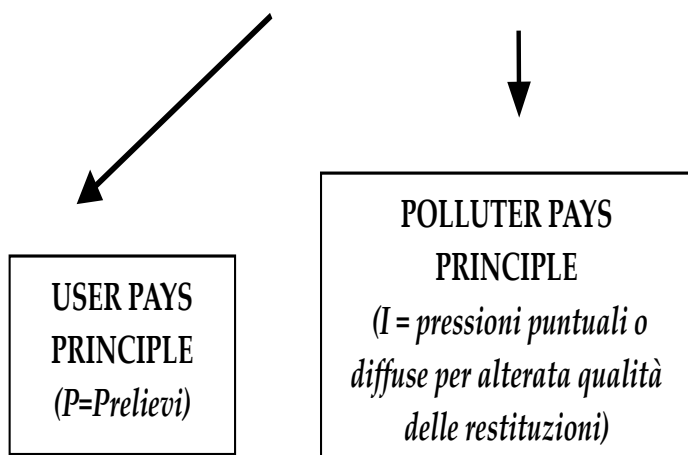 USER PAYS
PRINCIPLE
(P=Prelievi)
POLLUTER PAYS
PRINCIPLE
(I = pressioni puntuali o
diffuse per alterata qualità
delle restituzioni)